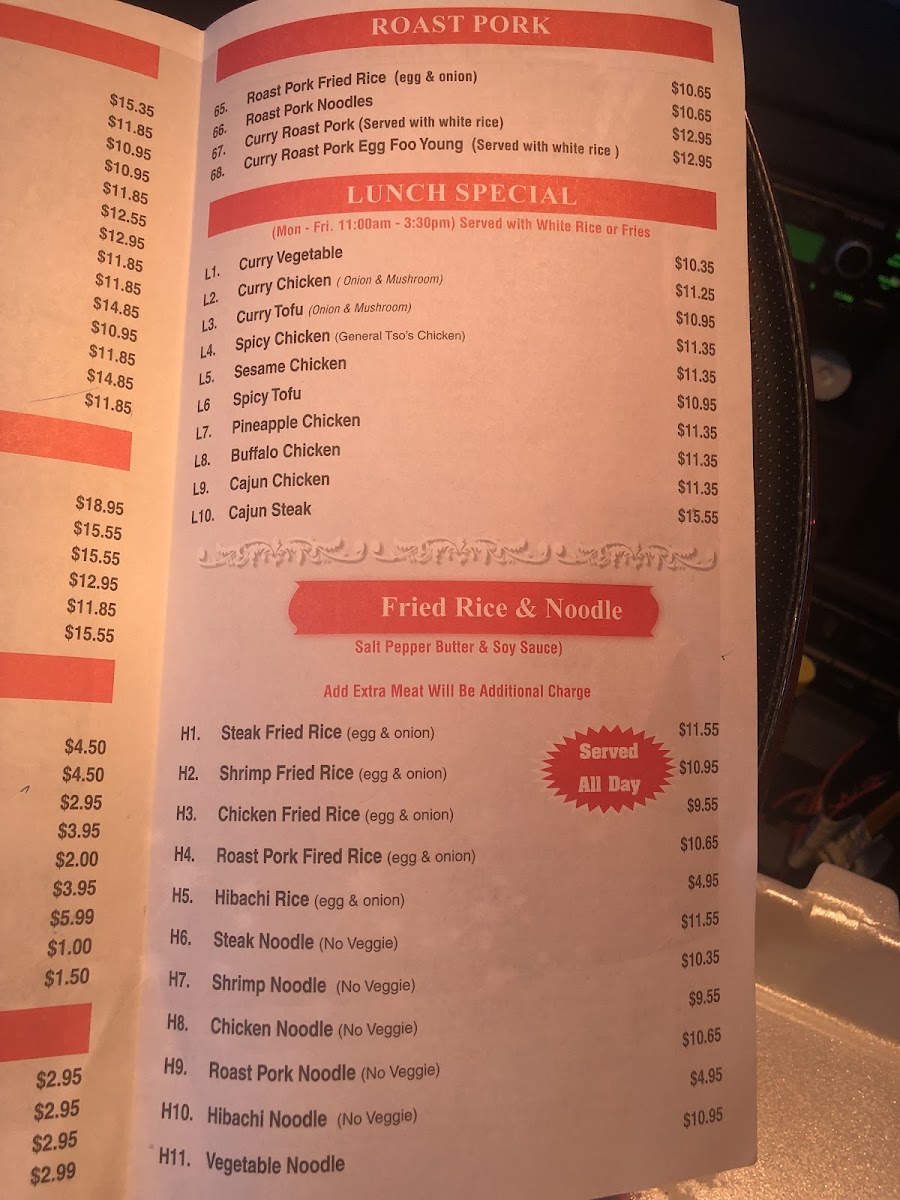 $15.35
$11.85
$10.95
$10.95
$11.85
$12.55
$12.95
$11.85
$11.85
$14.85
$10.95
$11.85
$14.85
$11.85
$18.95
$15.55
$15.55
$12.95
$11.85
$15.55
$4.50
$4.50
$2.95
$3.95
$2.00
$3.95
$5.99
$1.00
$1.50
$2.95
$2.95
$2.95
$2.99
ROAST PORK
65. Roast Pork Fried Rice (egg & onion) $10.65
66. Roast Pork Noodles $10.65
67. Curry Roast Pork (Served with white rice) $12.95
68. Curry Roast Pork Egg Foo Young (Served with white rice ) $12.95
LUNCH SPECIAL
(Mon - Fri. 11:00am - 3:30pm) Served with White Rice or Fries
L1. Curry Vegetable $10.35
L2. Curry Chicken ( Onion & Mushroom) $11.25
L3. Curry Tofu (Onion & Mushroom) $10.95
L4. Spicy Chicken (General Tso's Chicken) $11.35
L5. Sesame Chicken $11.35
L6 Spicy Tofu $10.95
L7. Pineapple Chicken $11.35
L8. Buffalo Chicken $11.35
L9. Cajun Chicken $11.35
L10. Cajun Steak $15.55
Fried Rice & Noodle
Salt Pepper Butter & Soy Sauce)
Add Extra Meat Will Be Additional Charge
Served
All Day
H1. Steak Fried Rice (egg & onion) $11.55
H2. Shrimp Fried Rice (egg & onion) $10.95
H3. Chicken Fried Rice (egg & onion) $9.55
H4. Roast Pork Fired Rice (egg & onion) $10.65
H5. Hibachi Rice (egg & onion) $4.95
H6. Steak Noodle (No Veggie) $11.55
H7. Shrimp Noodle (No Veggie) $10.35
H8. Chicken Noodle (No Veggie) $9.55
H9. Roast Pork Noodle (No Veggie) $10.65
H10. Hibachi Noodle (No Veggie) $4.95
H11. Vegetable Noodle $10.95